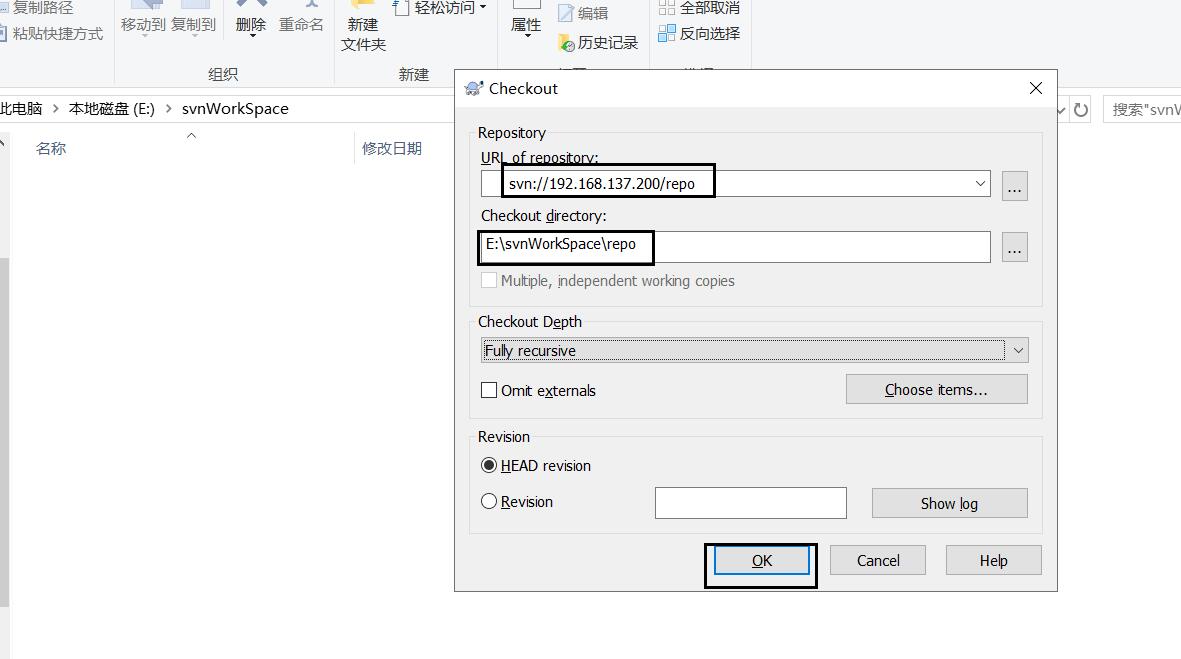 复制路径
轻松访问
编辑
全部取消
移动到
复制到
删除
重命名
新建
文件夹
属性
粘贴快捷方式
历史记录
反向选择
组织
新建
此电脑
本地磁盘 (E:)
svnWorkSpace
搜索"svnW
名称
修改日期
Checkout
Repository
URL of repository:
svn://192.168.137.200/repo
...
Checkout directory:
E:\svnWorkSpace\repo
...
Multiple, independent working copies
Checkout Depth
Fully recursive
Omit externals
Choose items...
Revision
HEAD revision
Revision
Show log
OK
Cancel
Help